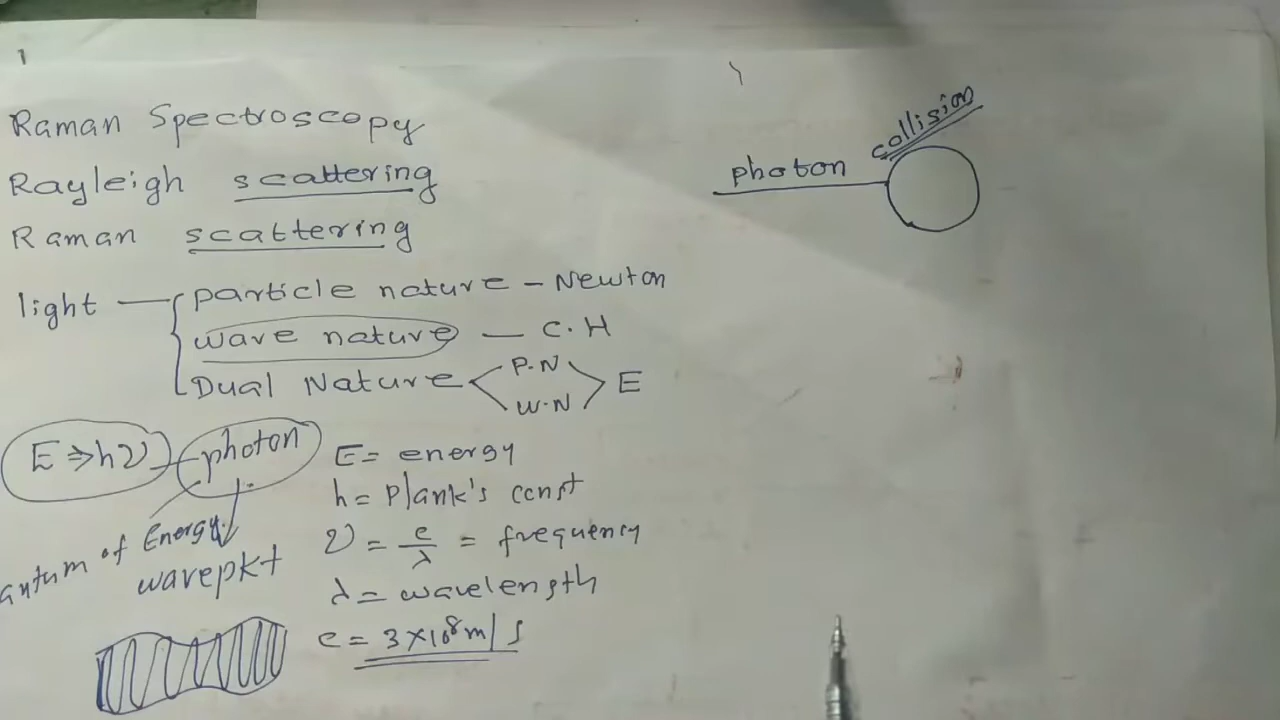 1
Raman Spectroscopy
Rayleigh scattering
Raman scattering
light particle nature - Newton
wave nature - C.H
Dual Nature P.N W.N E
E ⇒ hν photon
antum of Energy
wavepkt
E = energy
h = Plank's const
ν = c/λ = frequency
λ = wavelength
c = 3×10⁸ m/s
photon collision